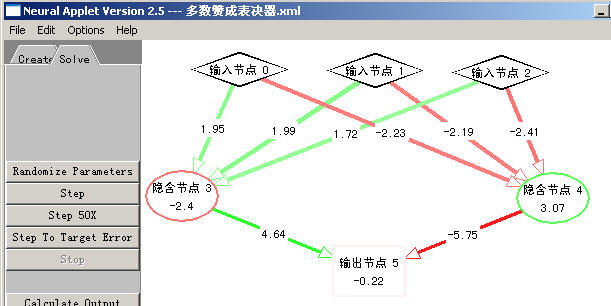 Neural Applet Version 2.5 --- 多数赞成表决器.xml
File Edit Options Help
Create Solve
输入节点 0
输入节点 1
输入节点 2
1.95
1.99
1.72
-2.23
-2.19
-2.41
Randomize Parameters
Step
Step 50X
Step To Target Error
Stop
Calculate Output
隐含节点 3
-2.4
隐含节点 4
3.07
4.64
-5.75
输出节点 5
-0.22